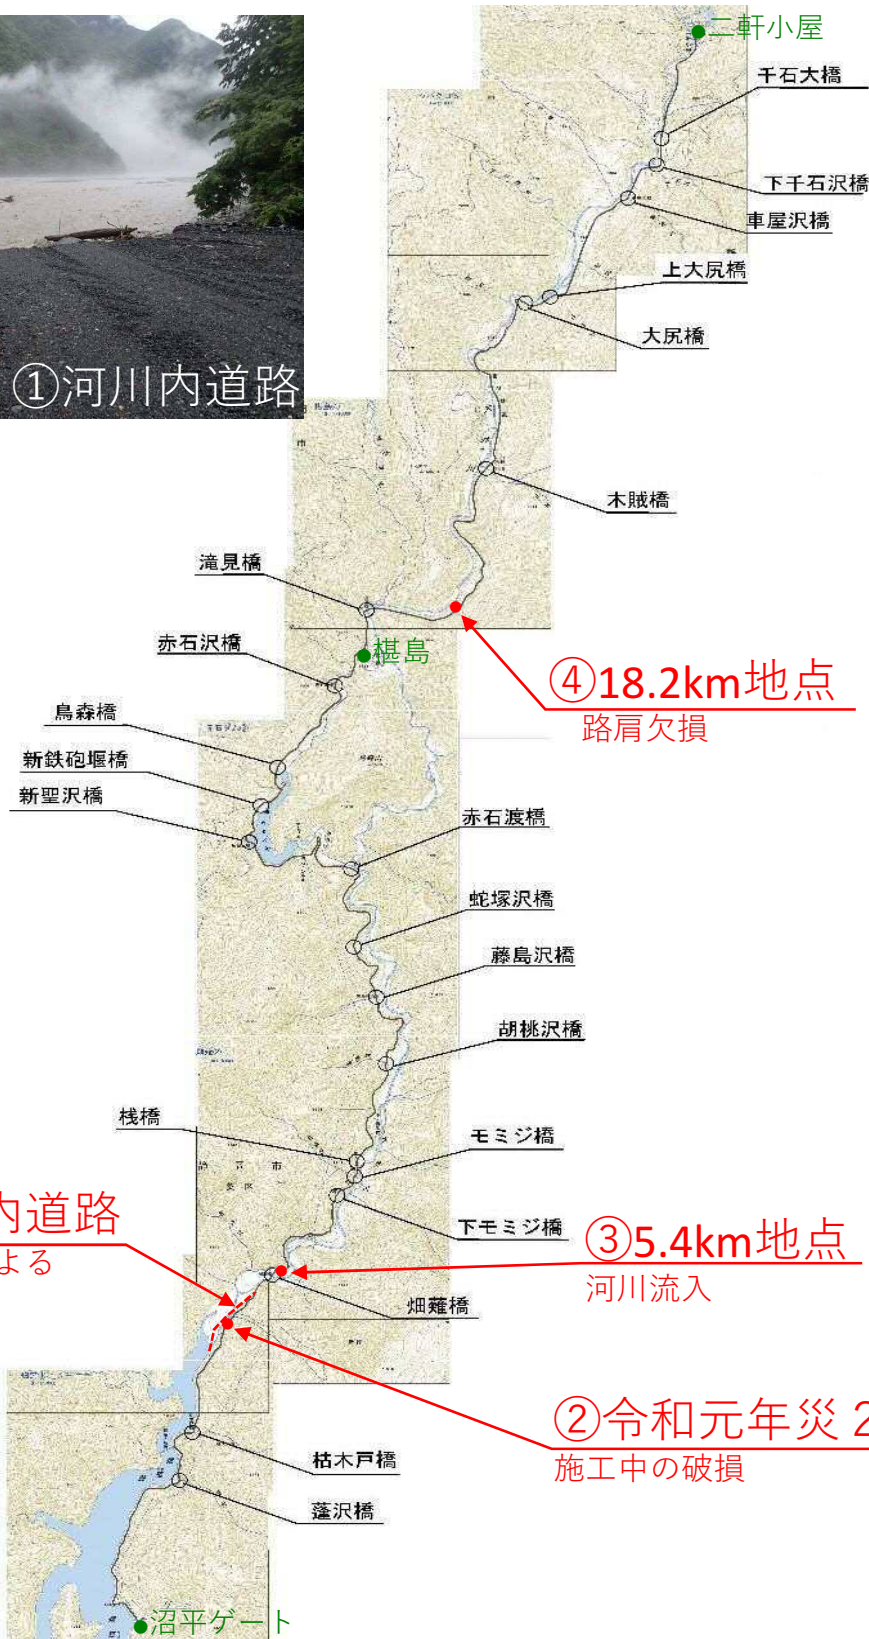 二軒小屋
千石大橋
下千石沢橋
車屋沢橋
上大尻橋
大尻橋
①河川内道路
木賊橋
滝見橋
赤石沢橋
椹島
④18.2km地点
路肩欠損
鳥森橋
新鉄砲堰橋
新聖沢橋
赤石渡橋
蛇塚沢橋
藤島沢橋
胡桃沢橋
桟橋
モミジ橋
内道路
よる
下モミジ橋
③5.4km地点
河川流入
畑薙橋
②令和元年災2
施工中の破損
枯木戸橋
蓬沢橋
沼平ゲート